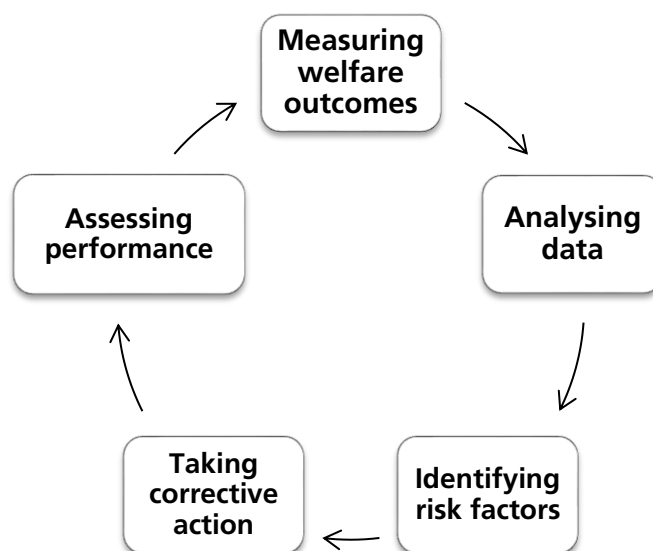 Measuring
welfare
outcomes
Analysing
data
Identifying
risk factors
Taking
corrective
action
Assessing
performance